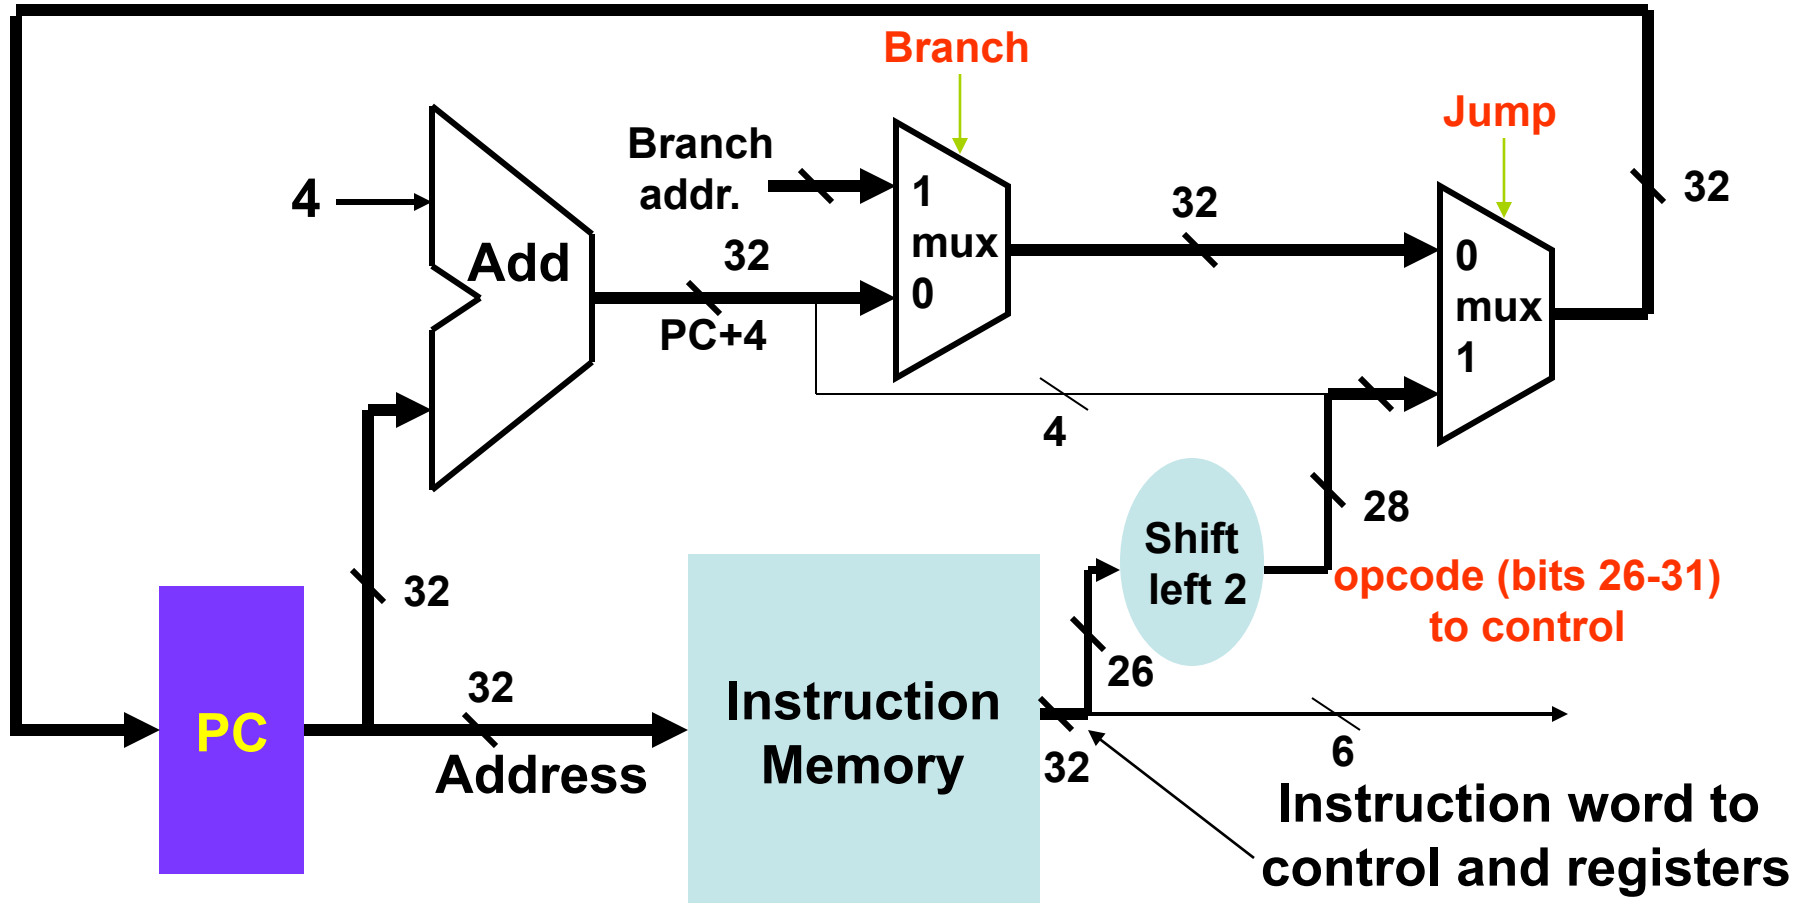 Branch
Jump
Branch
addr.
4
1
mux
0
32
32
Add
32
PC+4
0
mux
1
4
28
Shift
left 2
opcode (bits 26-31)
to control
32
26
32
PC
Address
Instruction
Memory
32
6
Instruction word to
control and registers